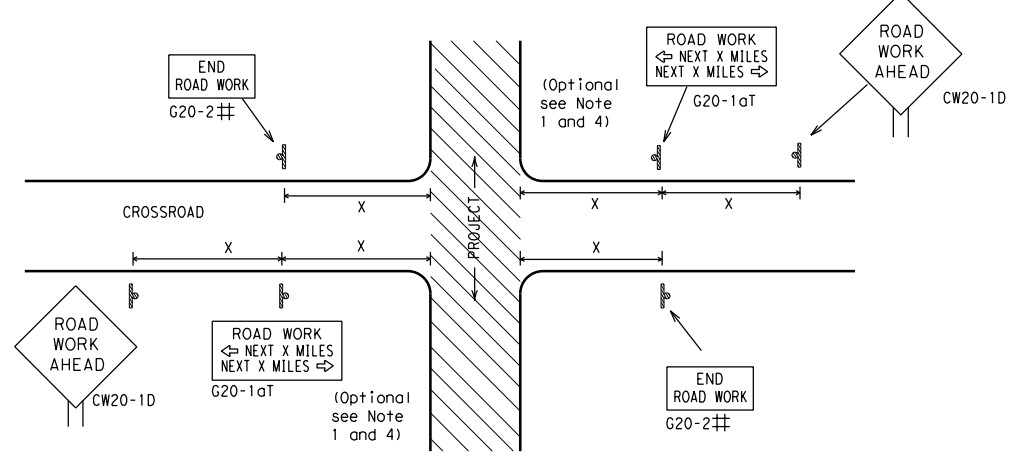 ROAD
WORK
AHEAD
CW20-1D
ROAD WORK
⇦ NEXT X MILES
NEXT X MILES ⇨
G20-1aT
(Optional
see Note
1 and 4)
END
ROAD WORK
G20-2#
X
X
X
CROSSROAD
PROJECT
X
X
X
ROAD
WORK
AHEAD
CW20-1D
ROAD WORK
⇦ NEXT X MILES
NEXT X MILES ⇨
G20-1aT
(Optional
see Note
1 and 4)
END
ROAD WORK
G20-2#